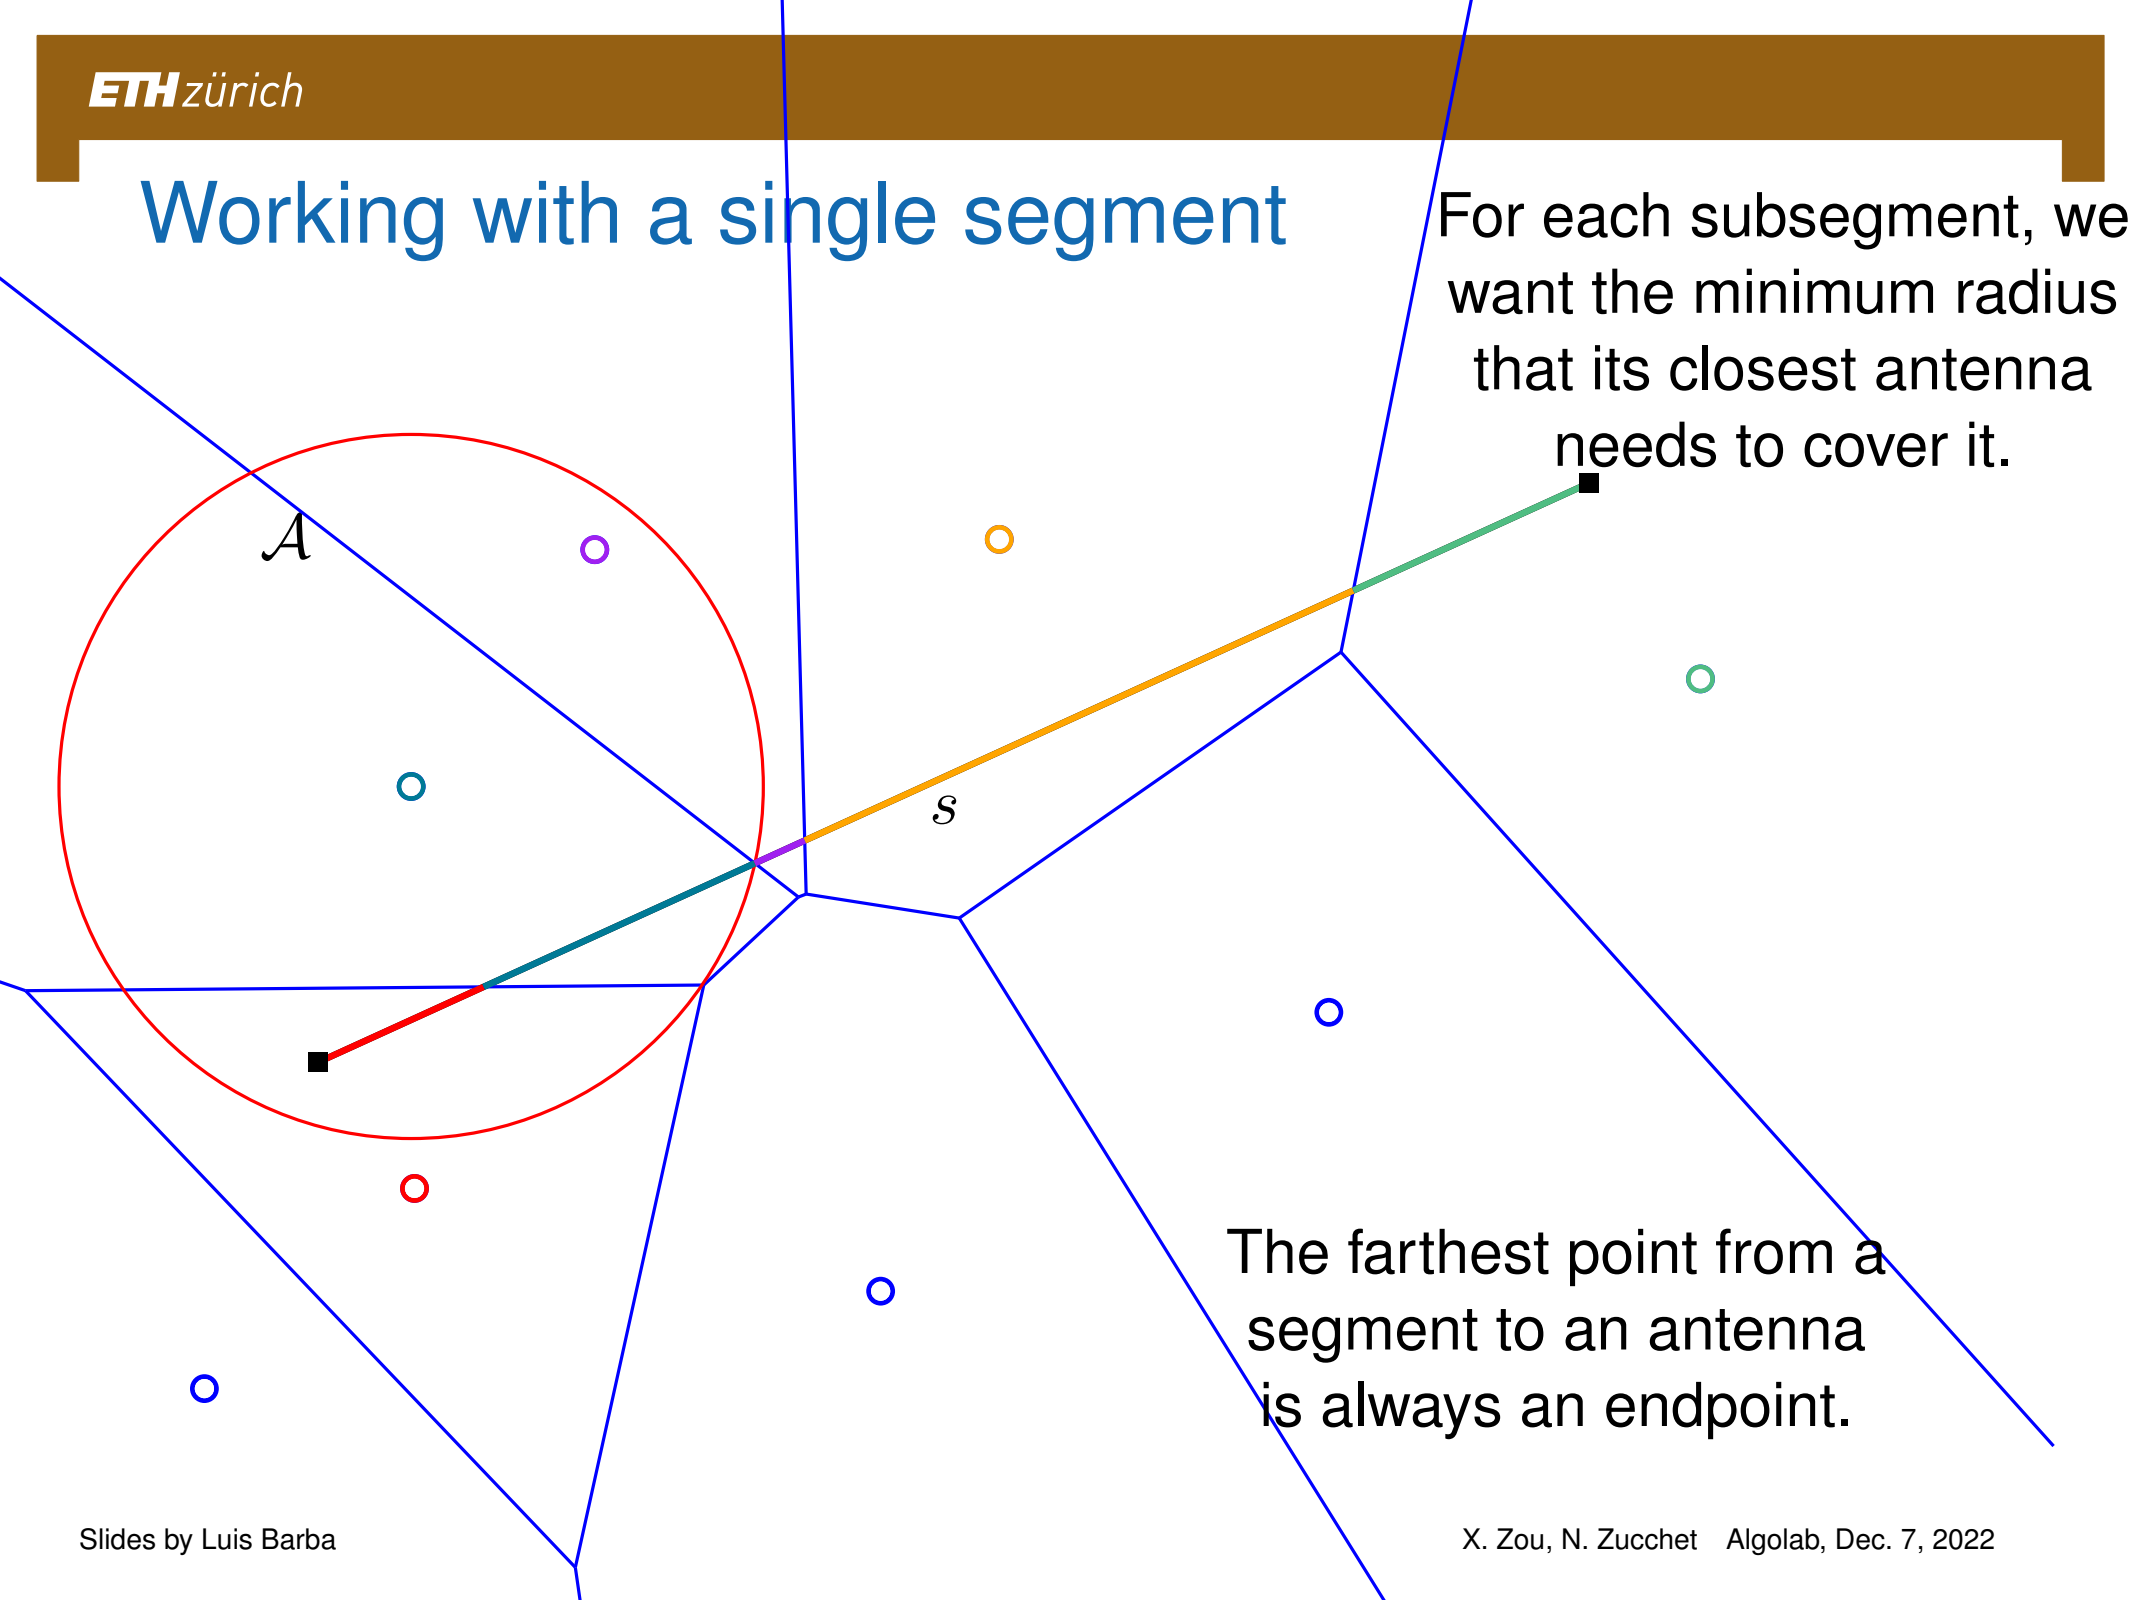 ETH zürich
Working with a single segment
For each subsegment, we
want the minimum radius
that its closest antenna
needs to cover it.
𝒜
s
The farthest point from a
segment to an antenna
is always an endpoint.
Slides by Luis Barba
X. Zou, N. Zucchet Algolab, Dec. 7, 2022